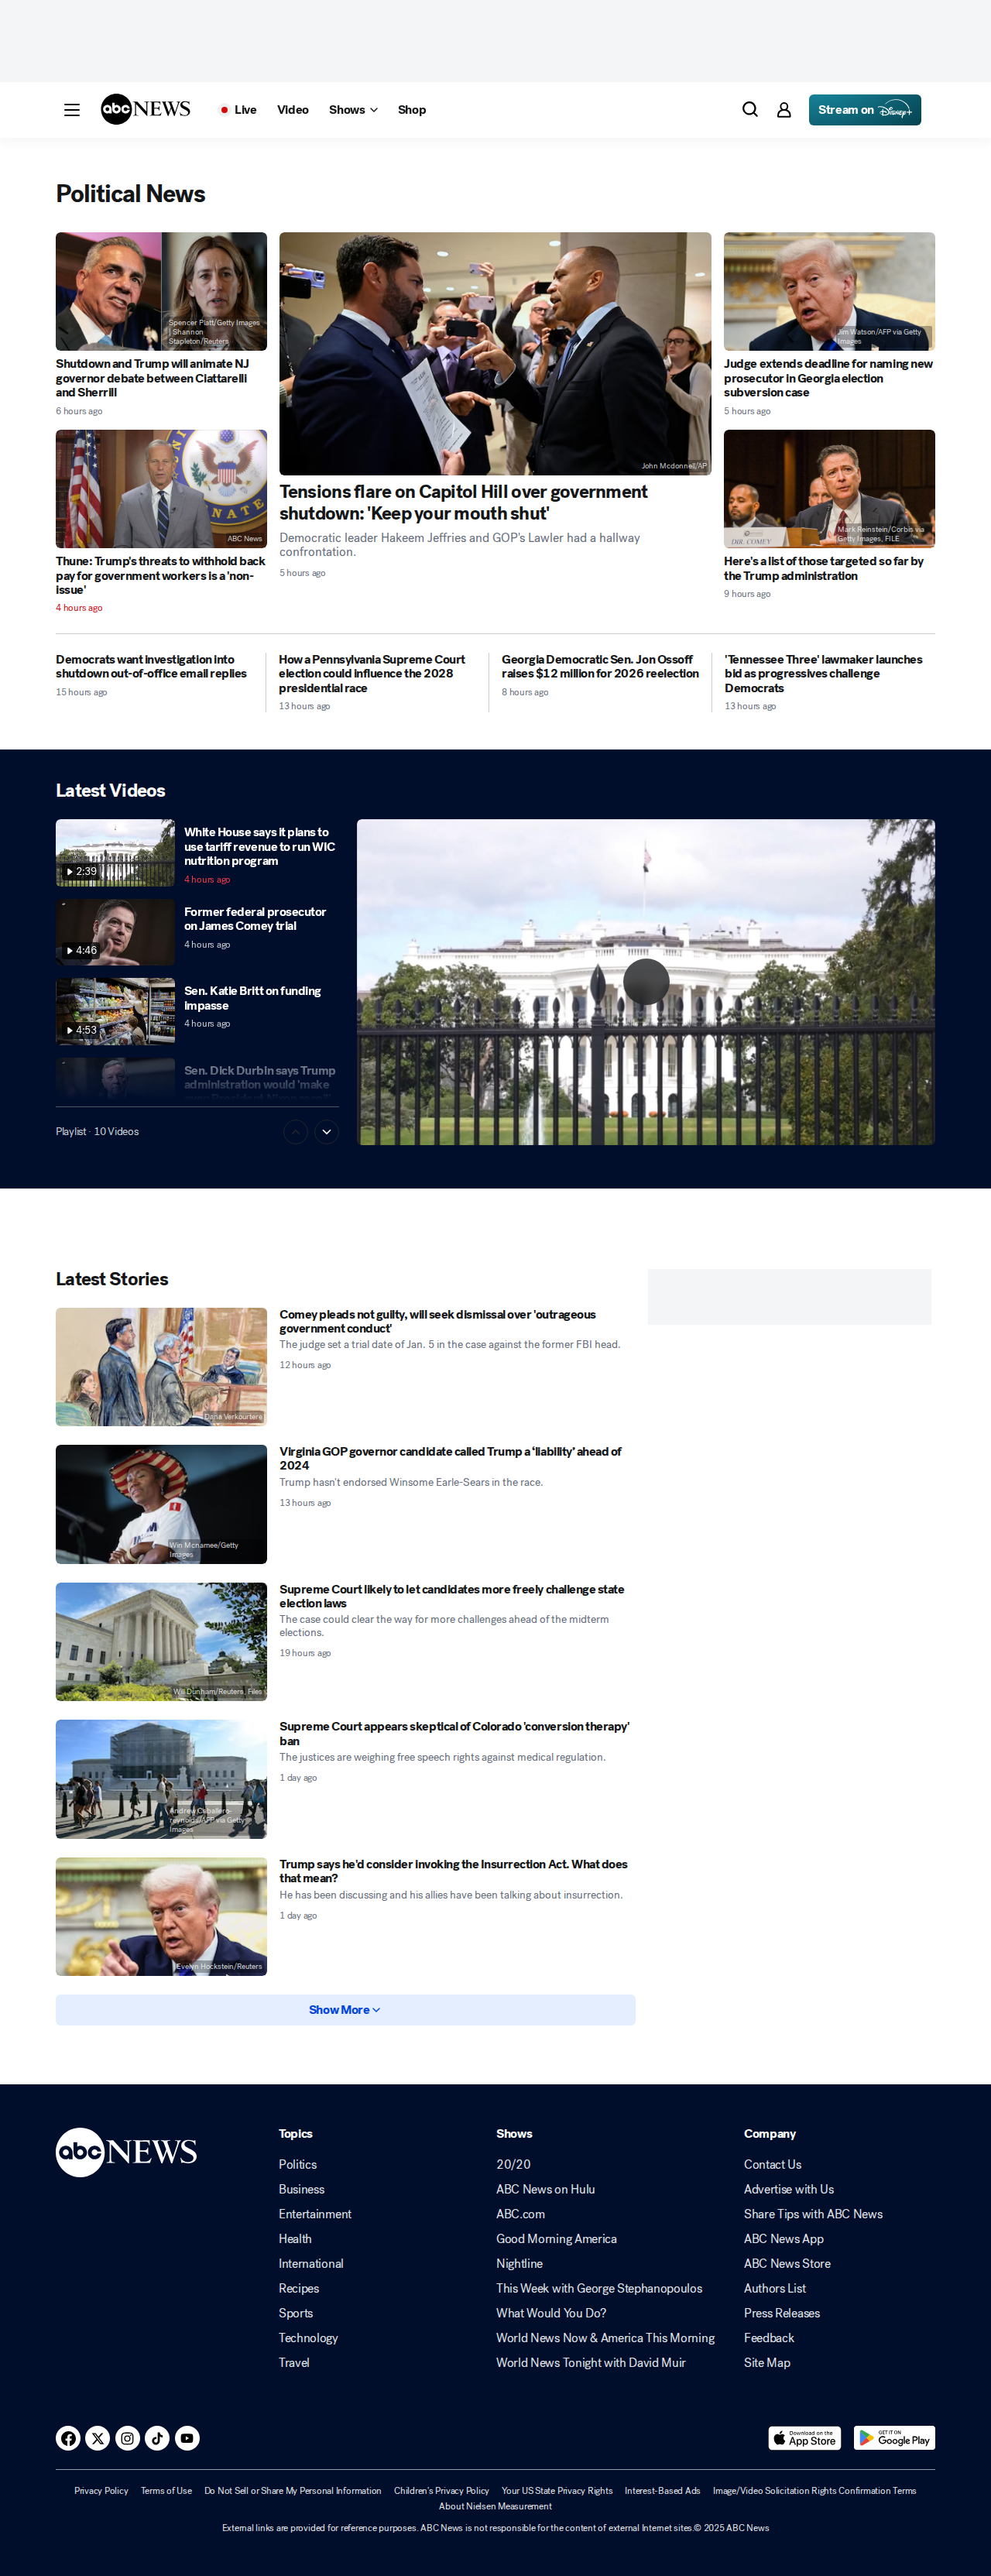 abc NEWS
Live
Video
Shows
Shop
Stream on Disney+
Political News
Spencer Platt/Getty Images
| Shannon
Stapleton/Reuters
Shutdown and Trump will animate NJ
governor debate between Ciattarelli
and Sherrill
6 hours ago
ABC News
Thune: Trump's threats to withhold back
pay for government workers is a 'non-
issue'
4 hours ago
John Mcdonnell/AP
Tensions flare on Capitol Hill over government
shutdown: 'Keep your mouth shut'
Democratic leader Hakeem Jeffries and GOP's Lawler had a hallway
confrontation.
5 hours ago
Jim Watson/AFP via Getty
Images
Judge extends deadline for naming new
prosecutor in Georgia election
subversion case
5 hours ago
Mark Reinstein/Corbis via
Getty Images, FILE
Here's a list of those targeted so far by
the Trump administration
9 hours ago
Democrats want investigation into
shutdown out-of-office email replies
15 hours ago
How a Pennsylvania Supreme Court
election could influence the 2028
presidential race
13 hours ago
Georgia Democratic Sen. Jon Ossoff
raises $12 million for 2026 reelection
8 hours ago
'Tennessee Three' lawmaker launches
bid as progressives challenge
Democrats
13 hours ago
Latest Videos
2:39
White House says it plans to
use tariff revenue to run WIC
nutrition program
4 hours ago
4:46
Former federal prosecutor
on James Comey trial
4 hours ago
4:53
Sen. Katie Britt on funding
impasse
4 hours ago
Sen. Dick Durbin says Trump
administration would 'make
Playlist · 10 Videos
Latest Stories
Dana Verkourtere
Comey pleads not guilty, will seek dismissal over 'outrageous
government conduct'
The judge set a trial date of Jan. 5 in the case against the former FBI head.
12 hours ago
Win Mcnamee/Getty
Images
Virginia GOP governor candidate called Trump a 'liability' ahead of
2024
Trump hasn't endorsed Winsome Earle-Sears in the race.
13 hours ago
Will Dunham/Reuters, Files
Supreme Court likely to let candidates more freely challenge state
election laws
The case could clear the way for more challenges ahead of the midterm
elections.
19 hours ago
Andrew Caballero-
reynolds/AFP via Getty
Images
Supreme Court appears skeptical of Colorado 'conversion therapy'
ban
The justices are weighing free speech rights against medical regulation.
1 day ago
Evelyn Hockstein/Reuters
Trump says he'd consider invoking the Insurrection Act. What does
that mean?
He has been discussing and his allies have been talking about insurrection.
1 day ago
Show More
abc NEWS
Topics
Politics
Business
Entertainment
Health
International
Recipes
Sports
Technology
Travel
Shows
20/20
ABC News on Hulu
ABC.com
Good Morning America
Nightline
This Week with George Stephanopoulos
What Would You Do?
World News Now & America This Morning
World News Tonight with David Muir
Company
Contact Us
Advertise with Us
Share Tips with ABC News
ABC News App
ABC News Store
Authors List
Press Releases
Feedback
Site Map
Download on the
App Store
GET IT ON
Google Play
Privacy Policy
Terms of Use
Do Not Sell or Share My Personal Information
Children's Privacy Policy
Your US State Privacy Rights
Interest-Based Ads
Image/Video Solicitation Rights Confirmation Terms
About Nielsen Measurement
External links are provided for reference purposes. ABC News is not responsible for the content of external Internet sites.© 2025 ABC News